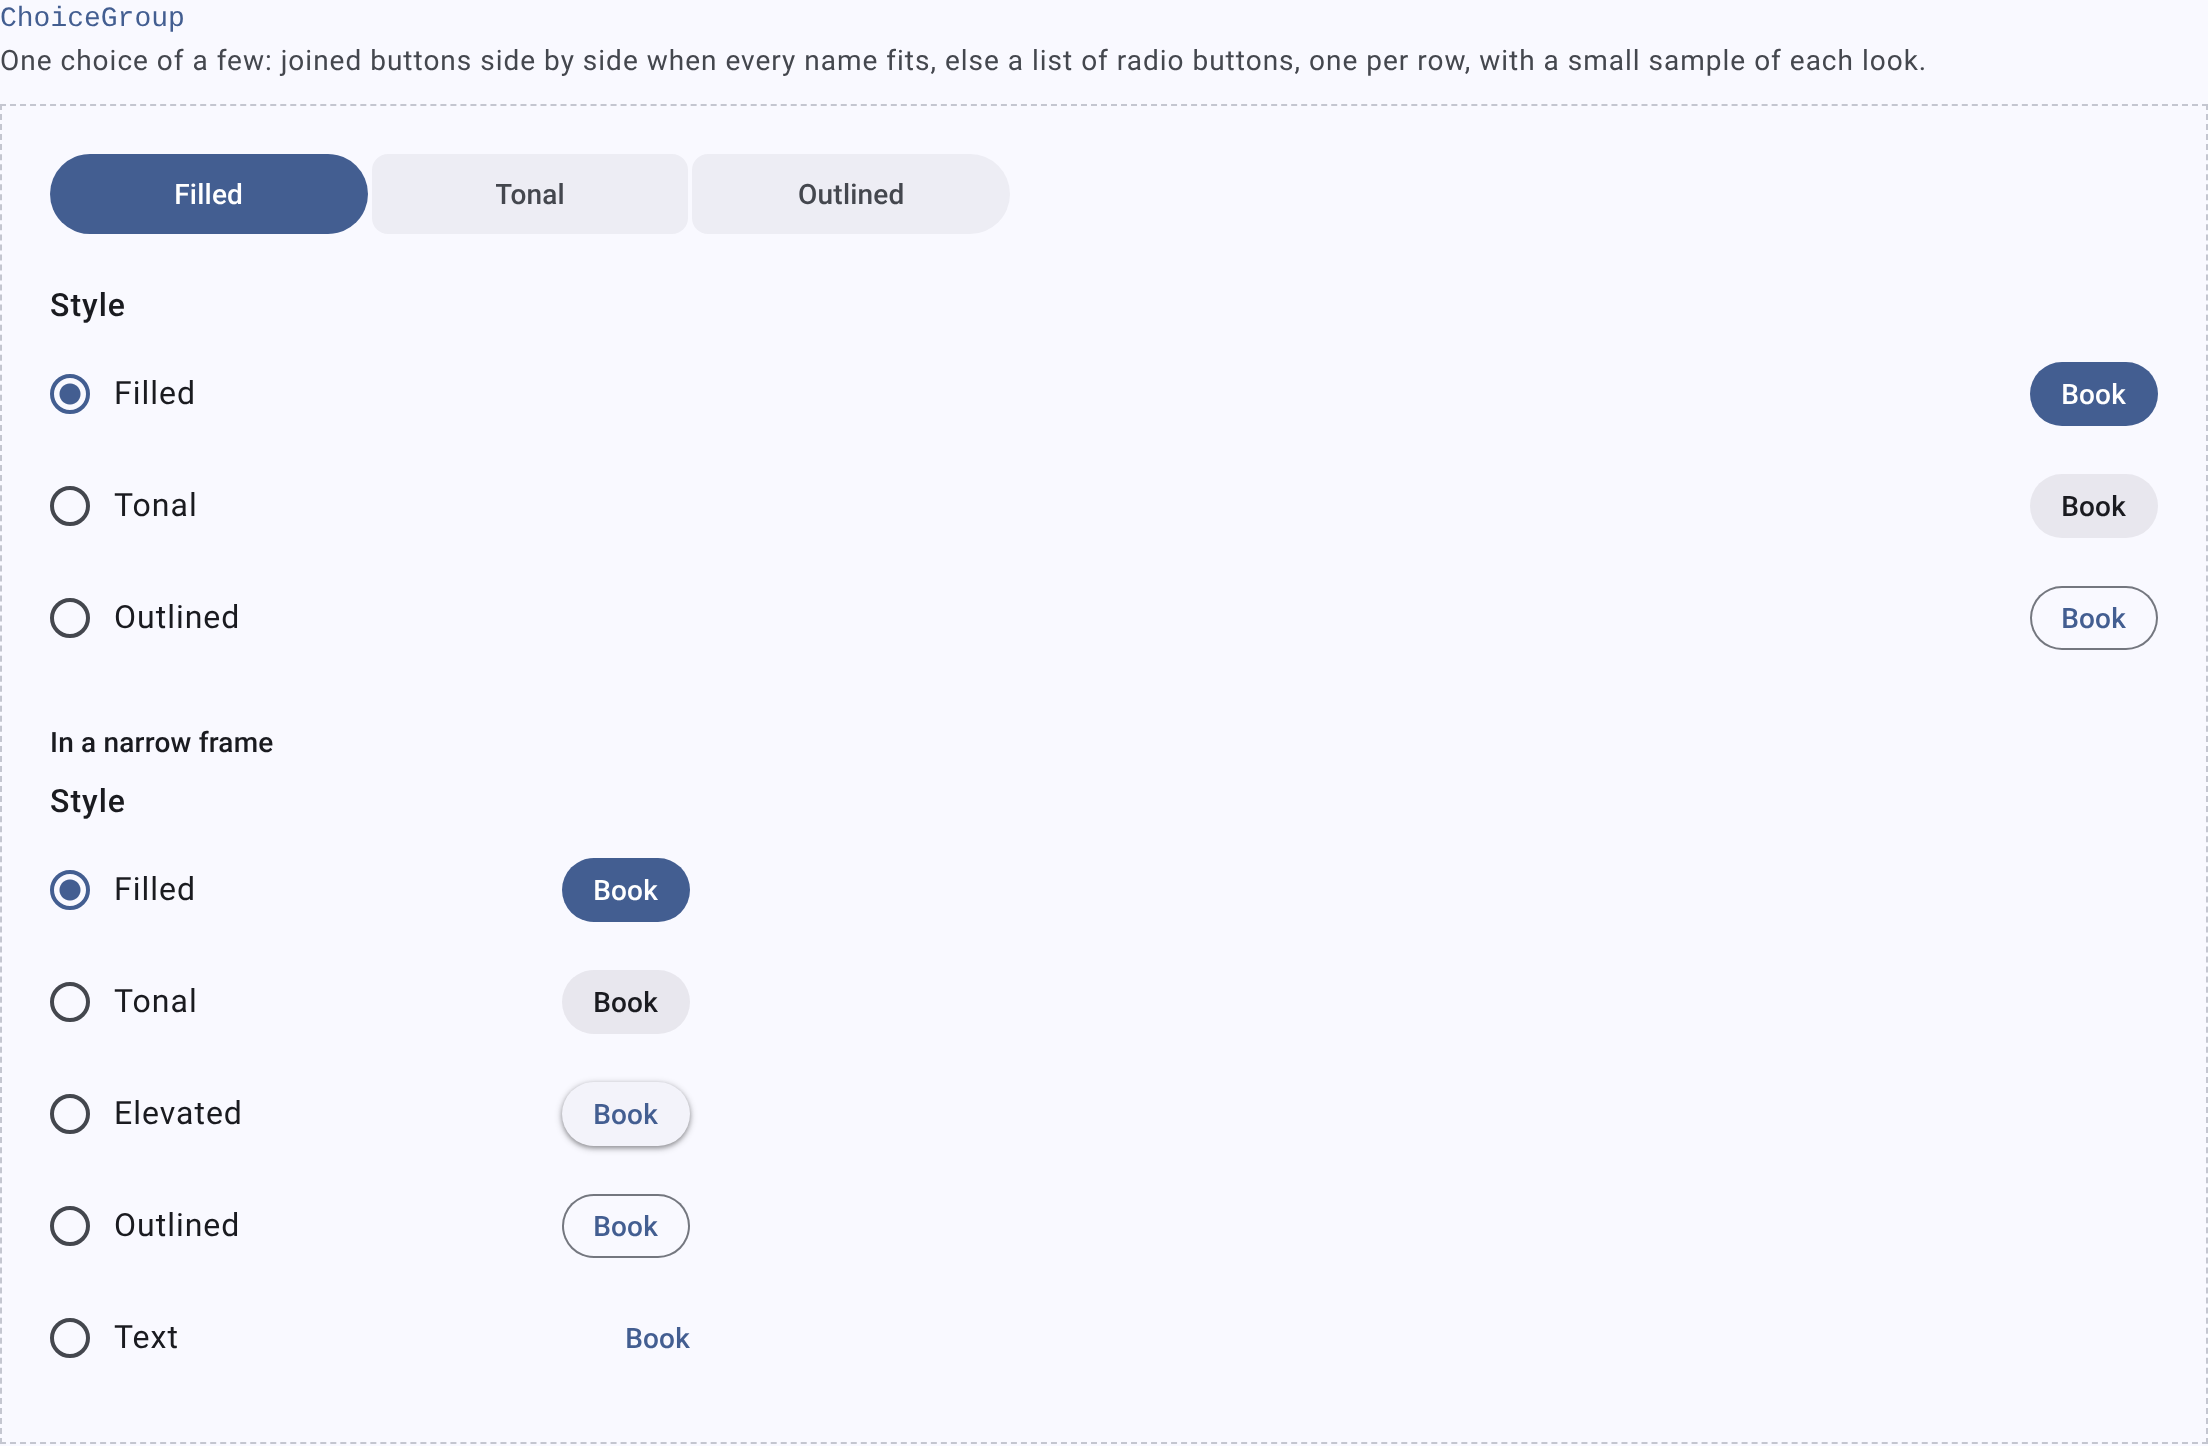 ChoiceGroup
One choice of a few: joined buttons side by side when every name fits, else a list of radio buttons, one per row, with a small sample of each look.
Filled Tonal Outlined
Style
Filled Book
Tonal Book
Outlined Book
In a narrow frame
Style
Filled Book
Tonal Book
Elevated Book
Outlined Book
Text Book